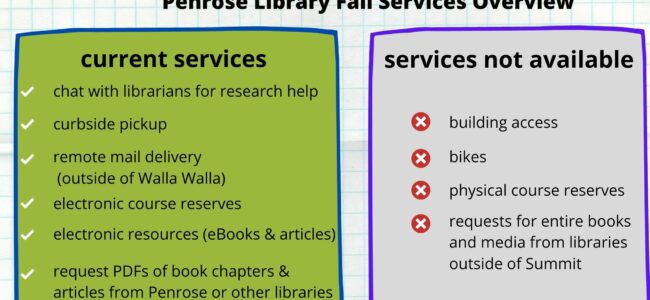 Penrose Library Fall Services Overview
current services
chat with librarians for research help
curbside pickup
remote mail delivery
(outside of Walla Walla)
electronic course reserves
electronic resources (eBooks & articles)
request PDFs of book chapters &
articles from Penrose or other libraries
services not available
building access
bikes
physical course reserves
requests for entire books
and media from libraries
outside of Summit